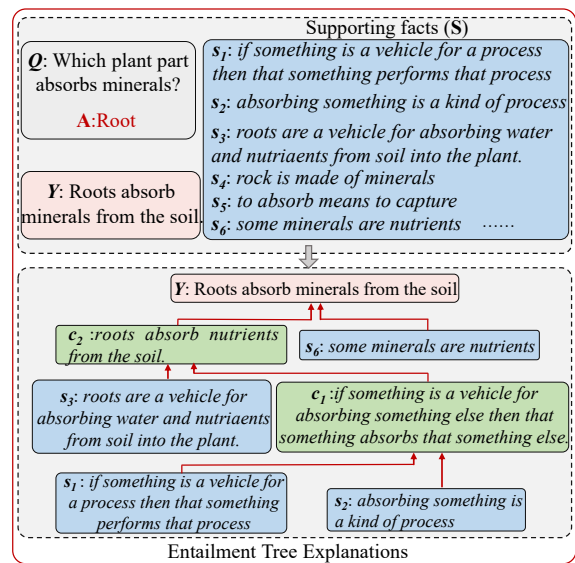 Supporting facts (S)
Q: Which plant part
absorbs minerals?
A:Root
Y: Roots absorb
minerals from the soil.
s1: if something is a vehicle for a process
then that something performs that process
s2: absorbing something is a kind of process
s3: roots are a vehicle for absorbing water
and nutriaents from soil into the plant.
s4: rock is made of minerals
s5: to absorb means to capture
s6: some minerals are nutrients ……
Y: Roots absorb minerals from the soil
c2 :roots absorb nutrients
from the soil.
s6: some minerals are nutrients
s3: roots are a vehicle for
absorbing water and nutriaents
from soil into the plant.
c1:if something is a vehicle for
absorbing something else then that
something absorbs that something else.
s1: if something is a vehicle for
a process then that something
performs that process
s2: absorbing something is
a kind of process
Entailment Tree Explanations